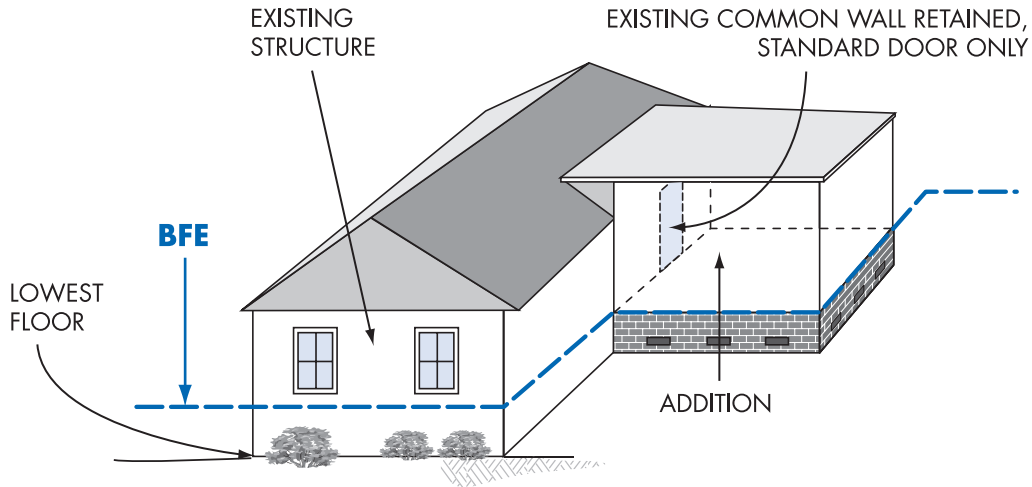 EXISTING
STRUCTURE
EXISTING COMMON WALL RETAINED,
STANDARD DOOR ONLY
BFE
LOWEST
FLOOR
ADDITION